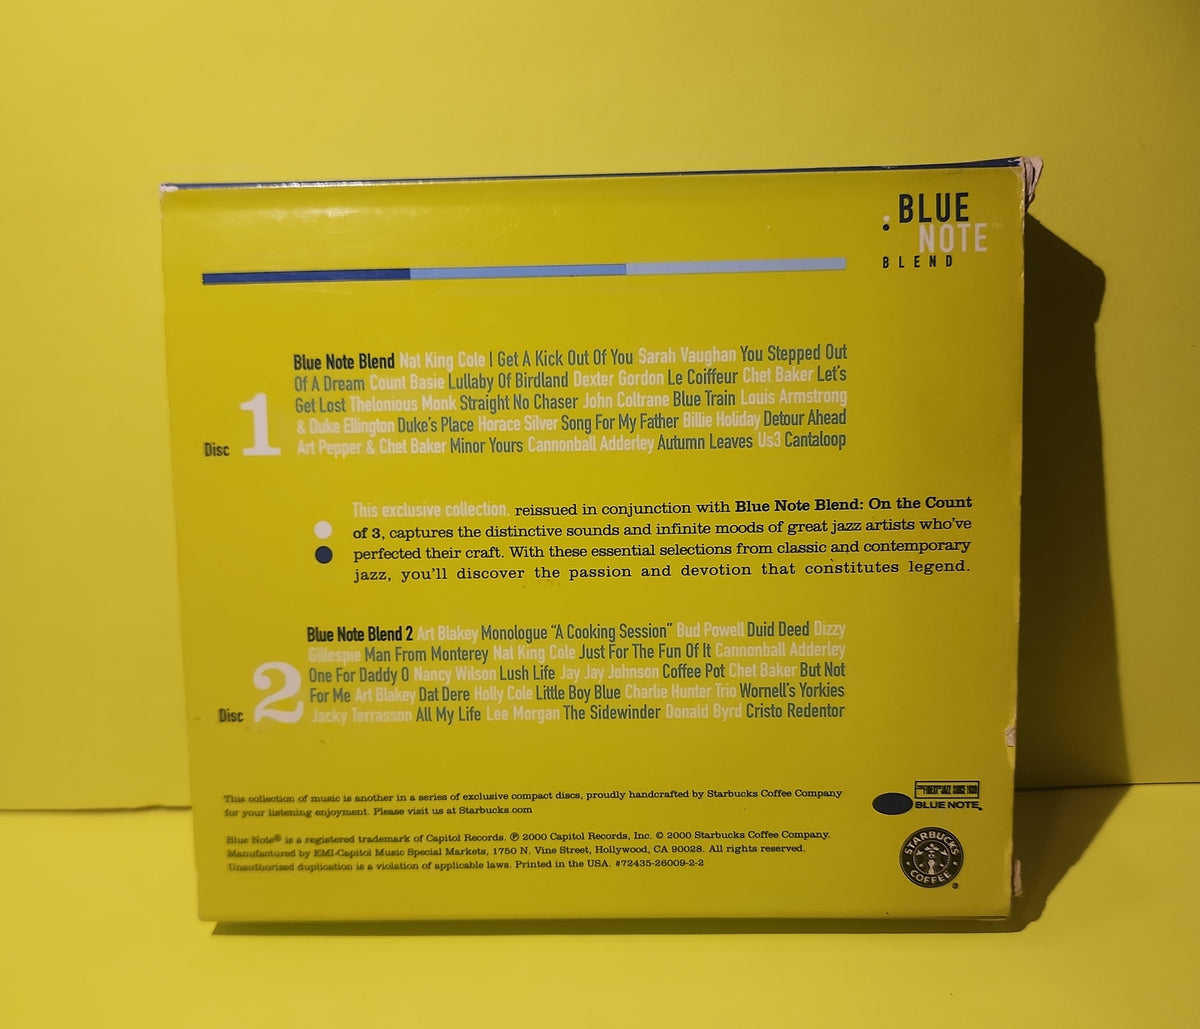 BLUE
NOTE™
BLEND
Blue Note Blend Nat King Cole I Get A Kick Out Of You Sarah Vaughan You Stepped Out
Of A Dream Count Basie Lullaby Of Birdland Dexter Gordon Le Coiffeur Chet Baker Let's
Get Lost Thelonious Monk Straight No Chaser John Coltrane Blue Train Louis Armstrong
& Duke Ellington Duke's Place Horace Silver Song For My Father Billie Holiday Detour Ahead
Art Pepper & Chet Baker Minor Yours Cannonball Adderley Autumn Leaves Us3 Cantaloop
Disc 1
This exclusive collection, reissued in conjunction with Blue Note Blend: On the Count
of 3, captures the distinctive sounds and infinite moods of great jazz artists who've
perfected their craft. With these essential selections from classic and contemporary
jazz, you'll discover the passion and devotion that constitutes legend.
Blue Note Blend 2 Art Blakey Monologue "A Cooking Session" Bud Powell Duid Deed Dizzy
Gillespie Man From Monterey Nat King Cole Just For The Fun Of It Cannonball Adderley
One For Daddy O Nancy Wilson Lush Life Jay Jay Johnson Coffee Pot Chet Baker But Not
For Me Art Blakey Dat Dere Holly Cole Little Boy Blue Charlie Hunter Trio Wornell's Yorkies
Jacky Terrasson All My Life Lee Morgan The Sidewinder Donald Byrd Cristo Redentor
Disc 2
This collection of music is another in a series of exclusive compact discs, proudly handcrafted by Starbucks Coffee Company
for your listening enjoyment. Please visit us at Starbucks.com
Blue Note® is a registered trademark of Capitol Records. ℗ 2000 Capitol Records, Inc. © 2000 Starbucks Coffee Company.
Manufactured by EMI-Capitol Music Special Markets, 1750 N. Vine Street, Hollywood, CA 90028. All rights reserved.
Unauthorized duplication is a violation of applicable laws. Printed in the USA. #72435-26009-2-2
THE FINEST IN JAZZ SINCE 1939
BLUE NOTE
STARBUCKS
COFFEE
®